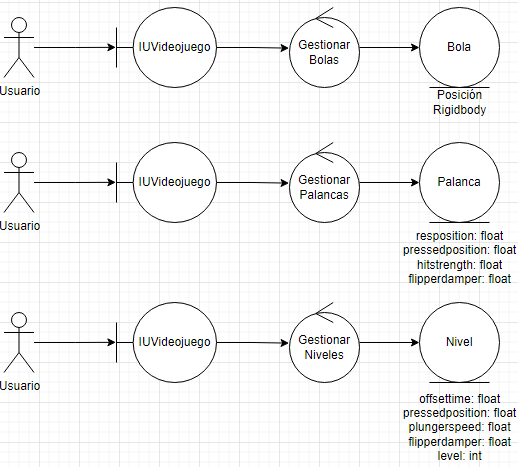 Usuario
IUVideojuego
Gestionar
Bolas
Bola
Posición
Rigidbody
Usuario
IUVideojuego
Gestionar
Palancas
Palanca
resposition: float
pressedposition: float
hitstrength: float
flipperdamper: float
Usuario
IUVideojuego
Gestionar
Niveles
Nivel
offsettime: float
pressedposition: float
plungerspeed: float
flipperdamper: float
level: int